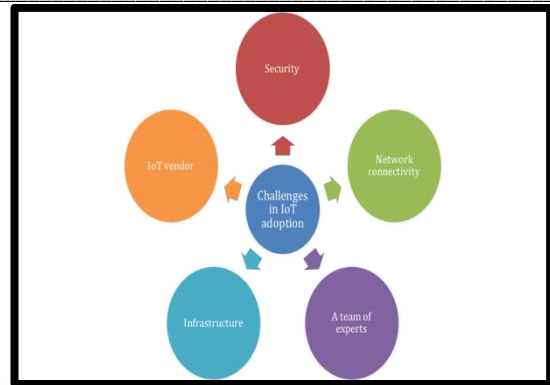 Security
IoT vendor
Network
connectivity
Challenges
in IoT
adoption
Infrastructure
A team of
experts